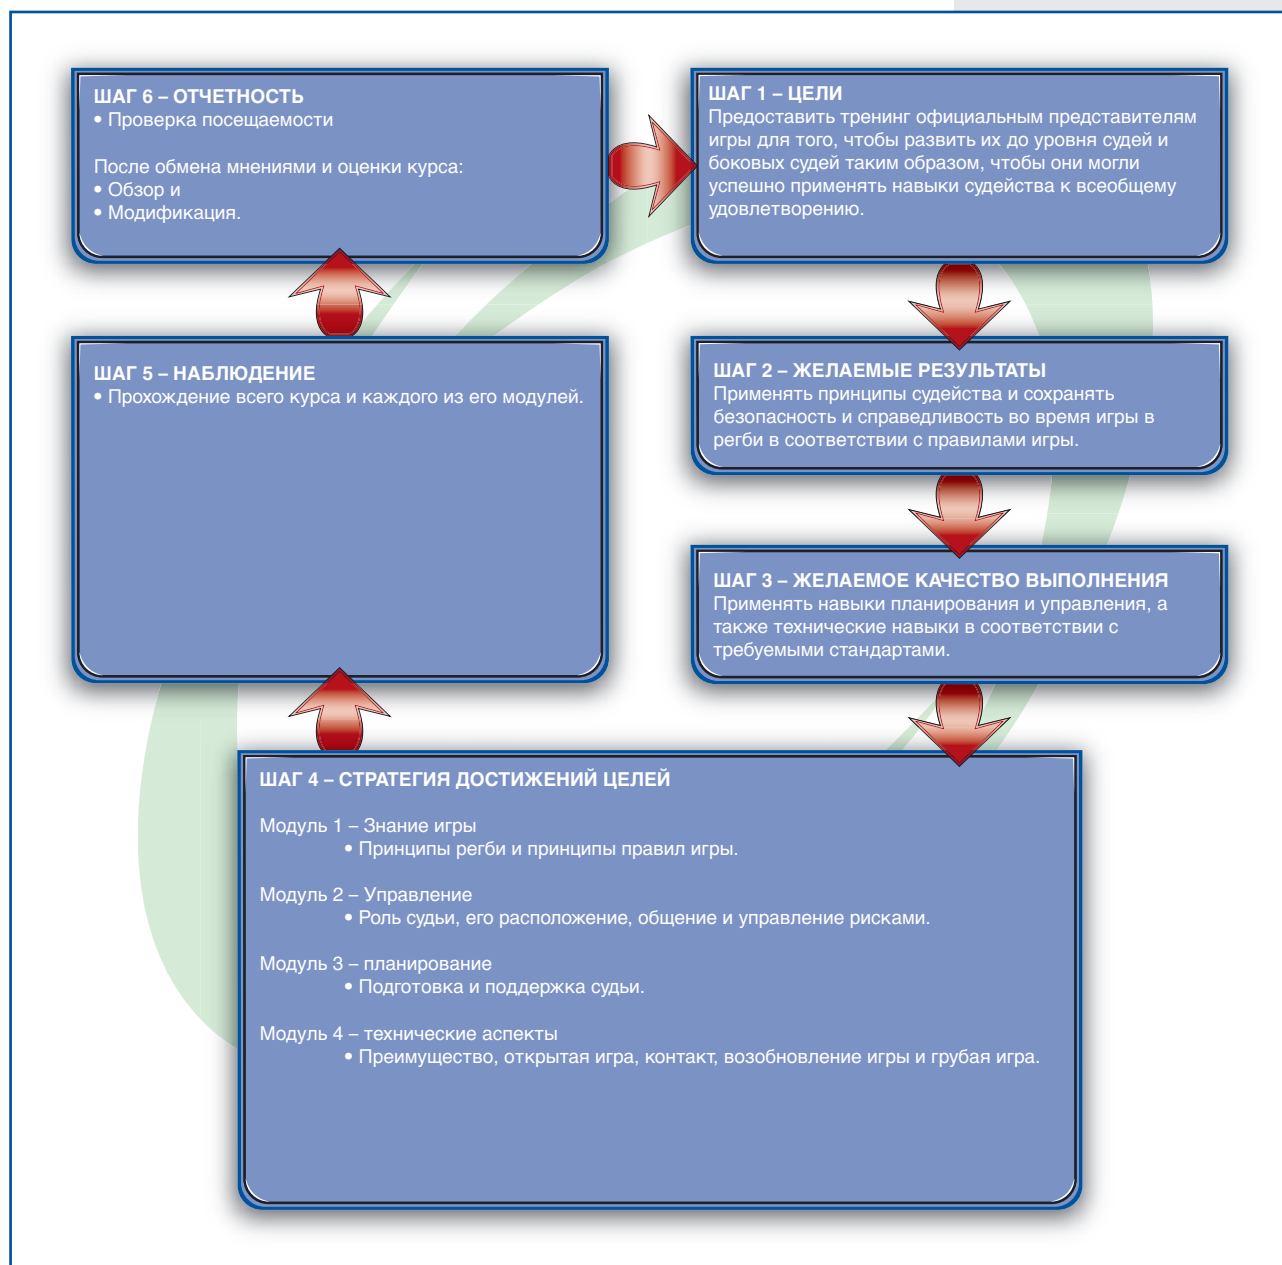 ШАГ 6 – ОТЧЕТНОСТЬ
• Проверка посещаемости
После обмена мнениями и оценки курса:
• Обзор и
• Модификация.
ШАГ 1 – ЦЕЛИ
Предоставить тренинг официальным представителям
игры для того, чтобы развить их до уровня судей и
боковых судей таким образом, чтобы они могли
успешно применять навыки судейства к всеобщему
удовлетворению.
ШАГ 5 – НАБЛЮДЕНИЕ
• Прохождение всего курса и каждого из его модулей.
ШАГ 2 – ЖЕЛАЕМЫЕ РЕЗУЛЬТАТЫ
Применять принципы судейства и сохранять
безопасность и справедливость во время игры в
регби в соответствии с правилами игры.
ШАГ 3 – ЖЕЛАЕМОЕ КАЧЕСТВО ВЫПОЛНЕНИЯ
Применять навыки планирования и управления, а
также технические навыки в соответствии с
требуемыми стандартами.
ШАГ 4 – СТРАТЕГИЯ ДОСТИЖЕНИЙ ЦЕЛЕЙ
Модуль 1 – Знание игры
• Принципы регби и принципы правил игры.
Модуль 2 – Управление
• Роль судьи, его расположение, общение и управление рисками.
Модуль 3 – планирование
• Подготовка и поддержка судьи.
Модуль 4 – технические аспекты
• Преимущество, открытая игра, контакт, возобновление игры и грубая игра.